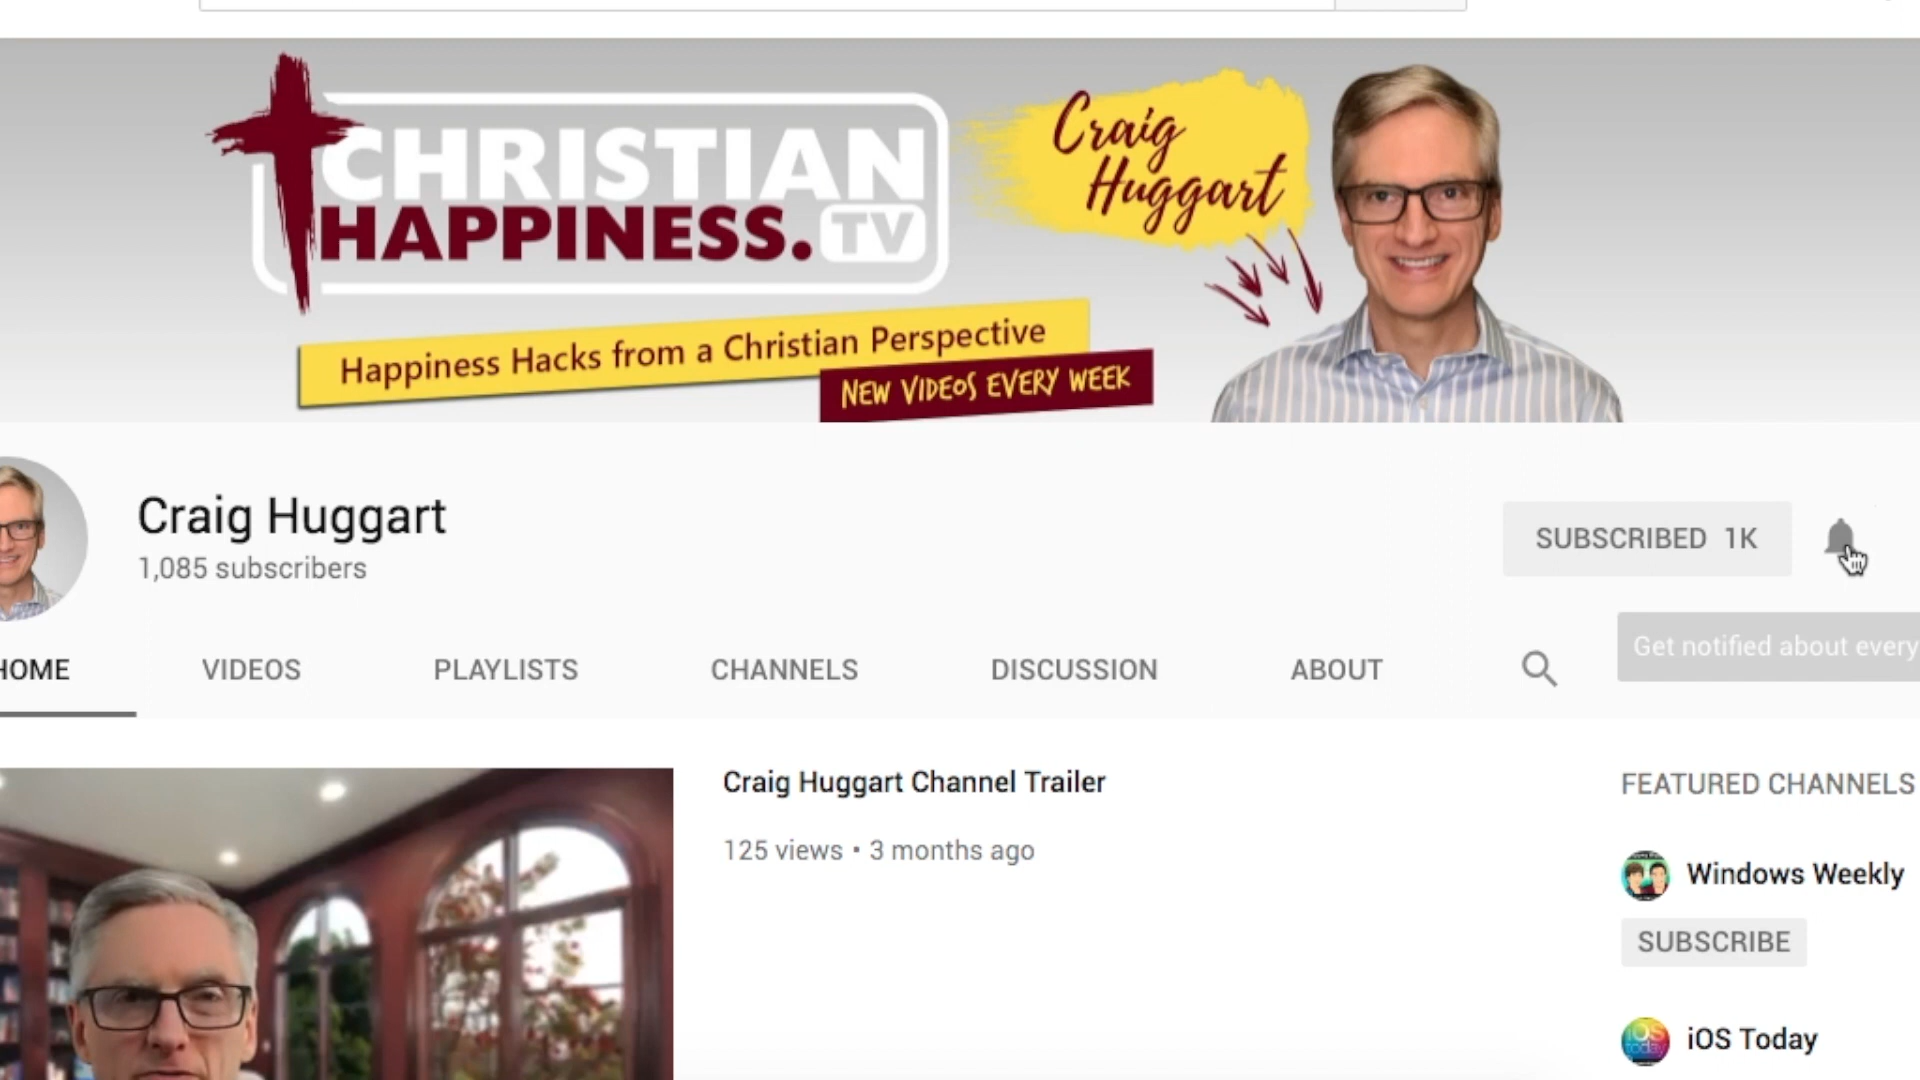 CHRISTIAN
HAPPINESS.TV
Craig
Huggart
Happiness Hacks from a Christian Perspective
NEW VIDEOS EVERY WEEK
Craig Huggart
1,085 subscribers
SUBSCRIBED 1K
HOME VIDEOS PLAYLISTS CHANNELS DISCUSSION ABOUT
Get notified about every
Craig Huggart Channel Trailer
125 views • 3 months ago
FEATURED CHANNELS
Windows Weekly
SUBSCRIBE
iOS today
iOS Today